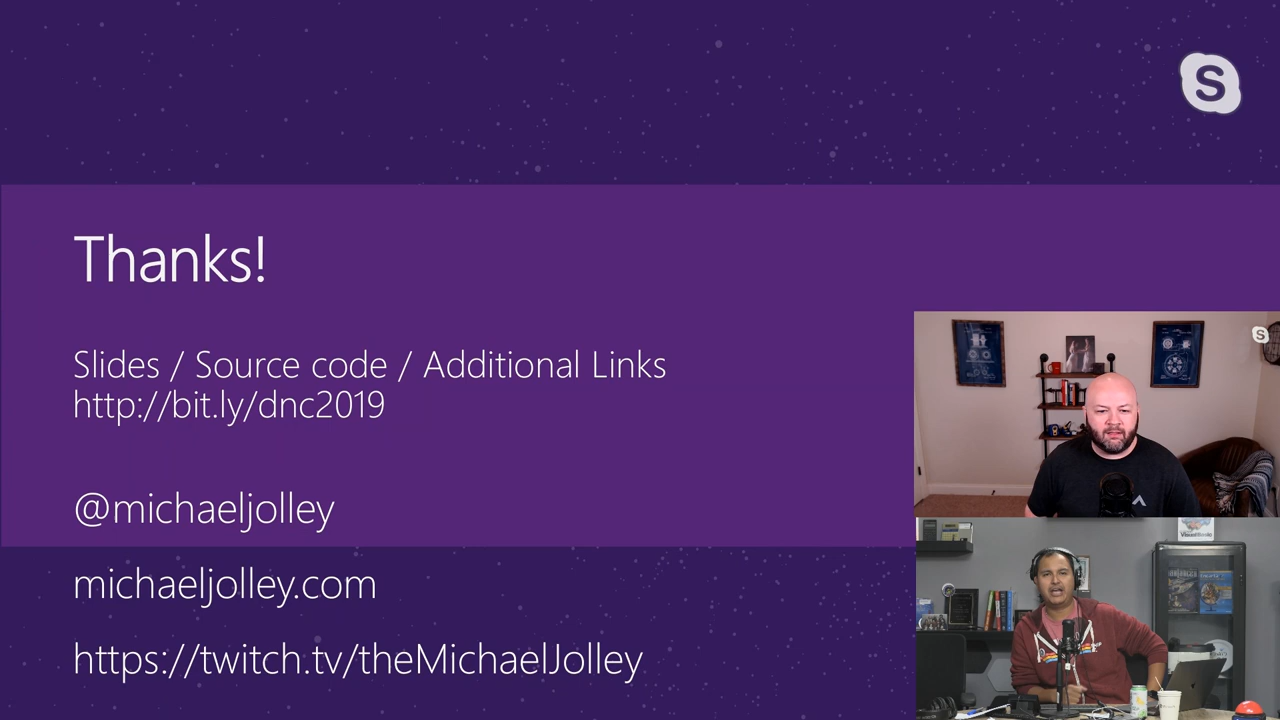 S
Thanks!
Slides / Source code / Additional Links
http://bit.ly/dnc2019
@michaeljolley
michaeljolley.com
https://twitch.tv/theMichaelJolley
S